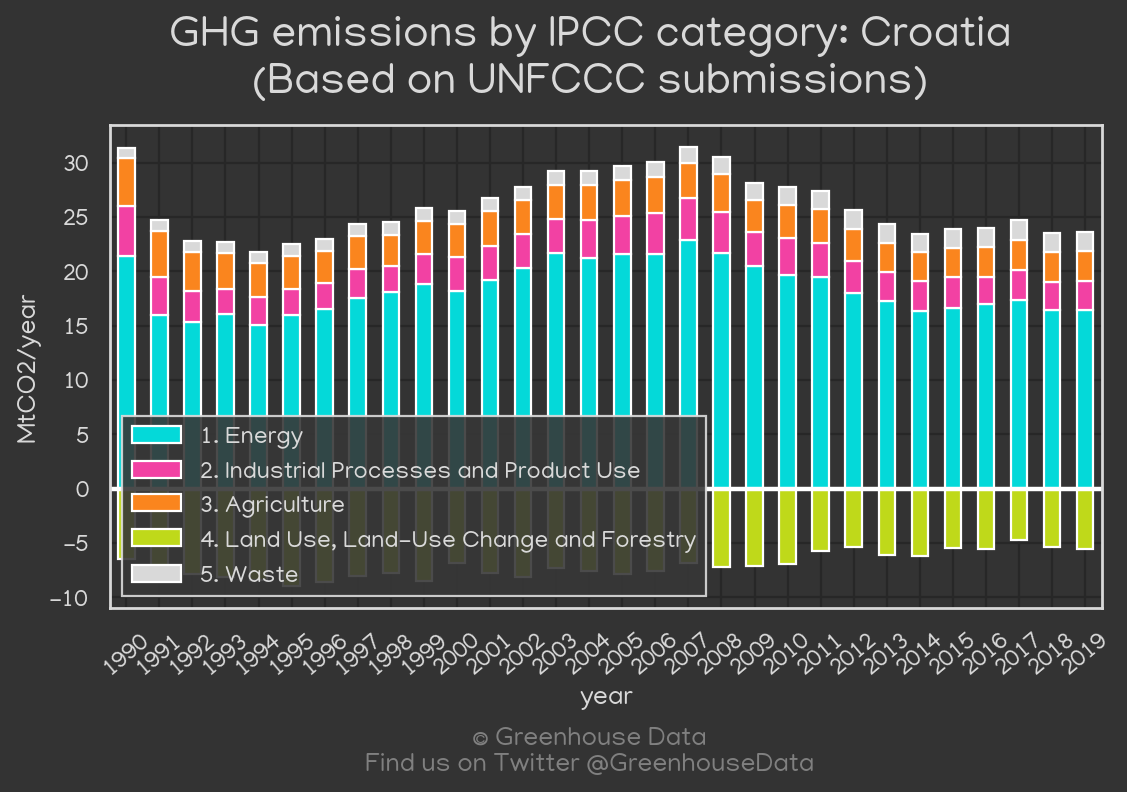 GHG emissions by IPCC category: Croatia
(Based on UNFCCC submissions)
MtCO2/year
30
25
20
15
10
5
0
−5
−10
1. Energy
2. Industrial Processes and Product Use
3. Agriculture
4. Land Use, Land-Use Change and Forestry
5. Waste
1990 1991 1992 1993 1994 1995 1996 1997 1998 1999 2000 2001 2002 2003 2004 2005 2006 2007 2008 2009 2010 2011 2012 2013 2014 2015 2016 2017 2018 2019
year
© Greenhouse Data
Find us on Twitter @GreenhouseData